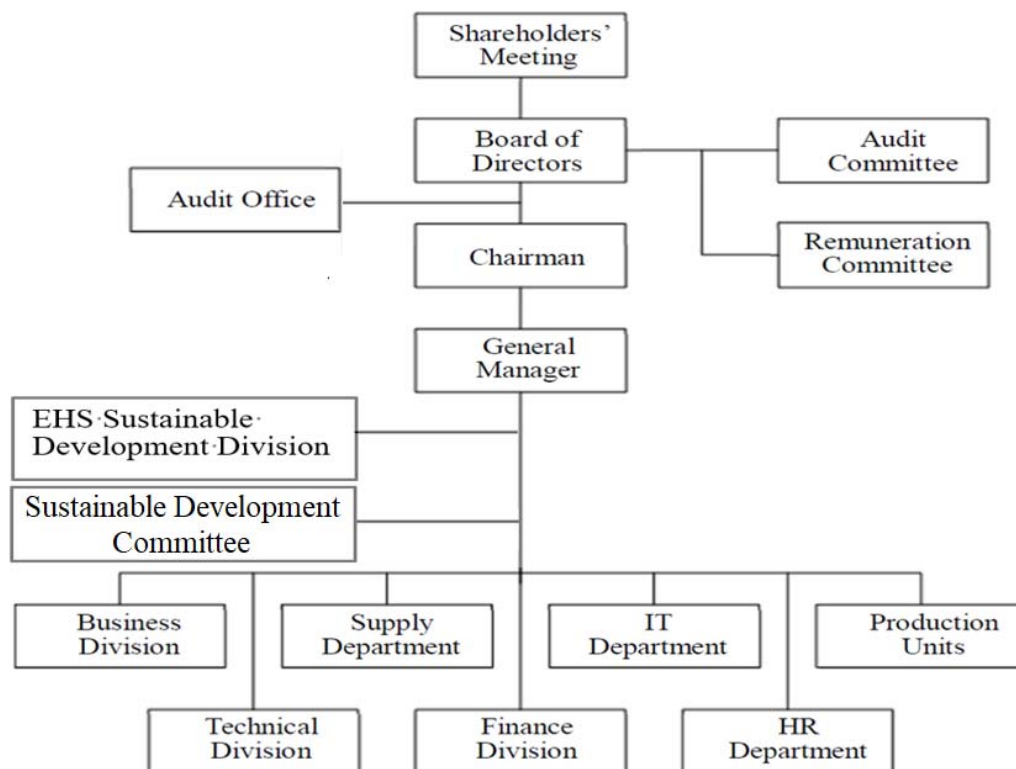 Shareholders’
Meeting
Board of
Directors
Audit
Committee
Audit Office
Chairman
Remuneration
Committee
General
Manager
EHS·Sustainable·
Development·Division
Sustainable Development
Committee
Business
Division
Supply
Department
IT
Department
Production
Units
Technical
Division
Finance
Division
HR
Department